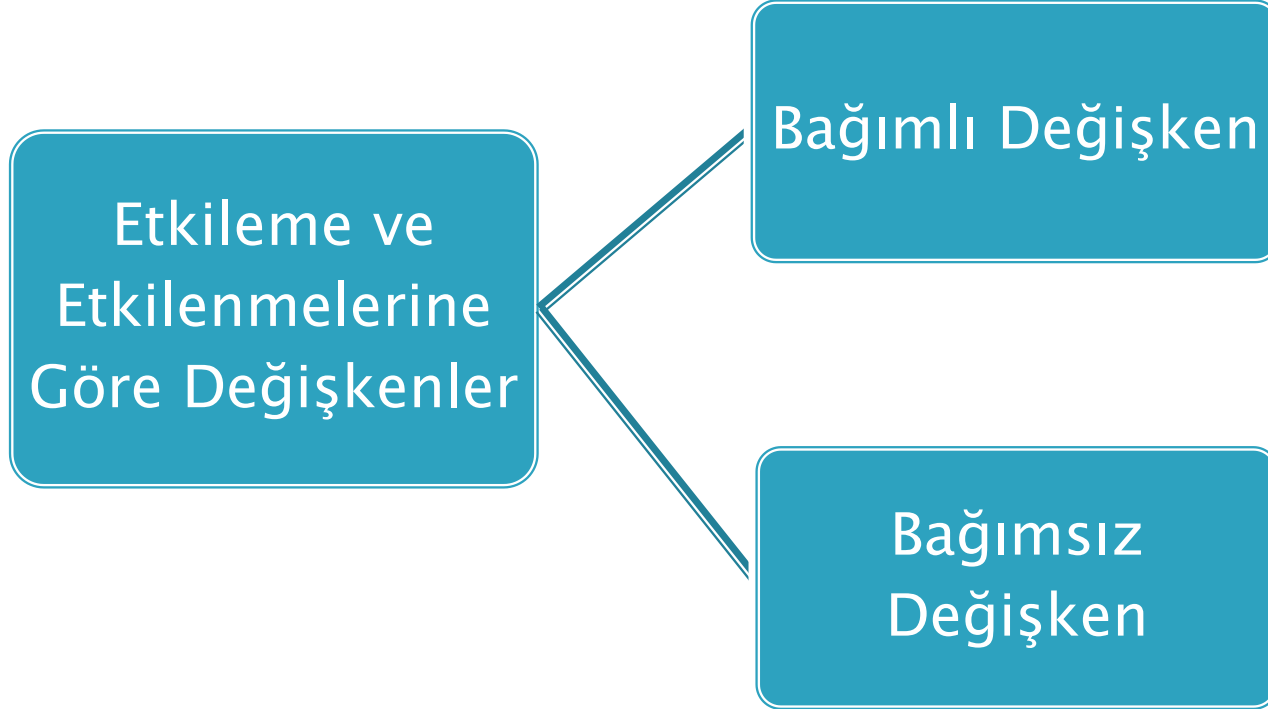 Etkileme ve
Etkilenmelerine
Göre Değişkenler
Bağımlı Değişken
Bağımsız
Değişken